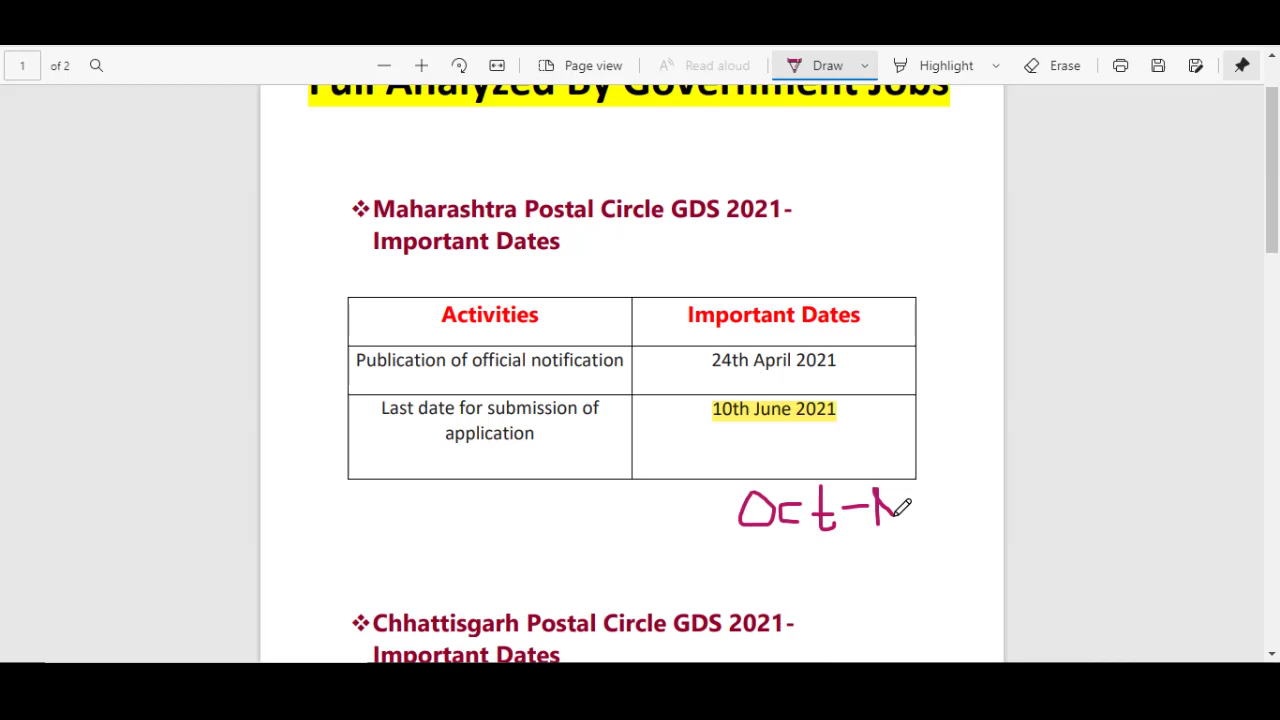 1 of 2 Page view Read aloud Draw Highlight Erase
Full Analyzed By Government Jobs
❖Maharashtra Postal Circle GDS 2021-
Important Dates
Activities Important Dates
Publication of official notification 24th April 2021
Last date for submission of 10th June 2021
application
Oct-N
❖Chhattisgarh Postal Circle GDS 2021-
Important Dates